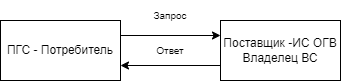 Запрос
ПГС - Потребитель
Ответ
Поставщик -ИС ОГВ
Владелец ВС